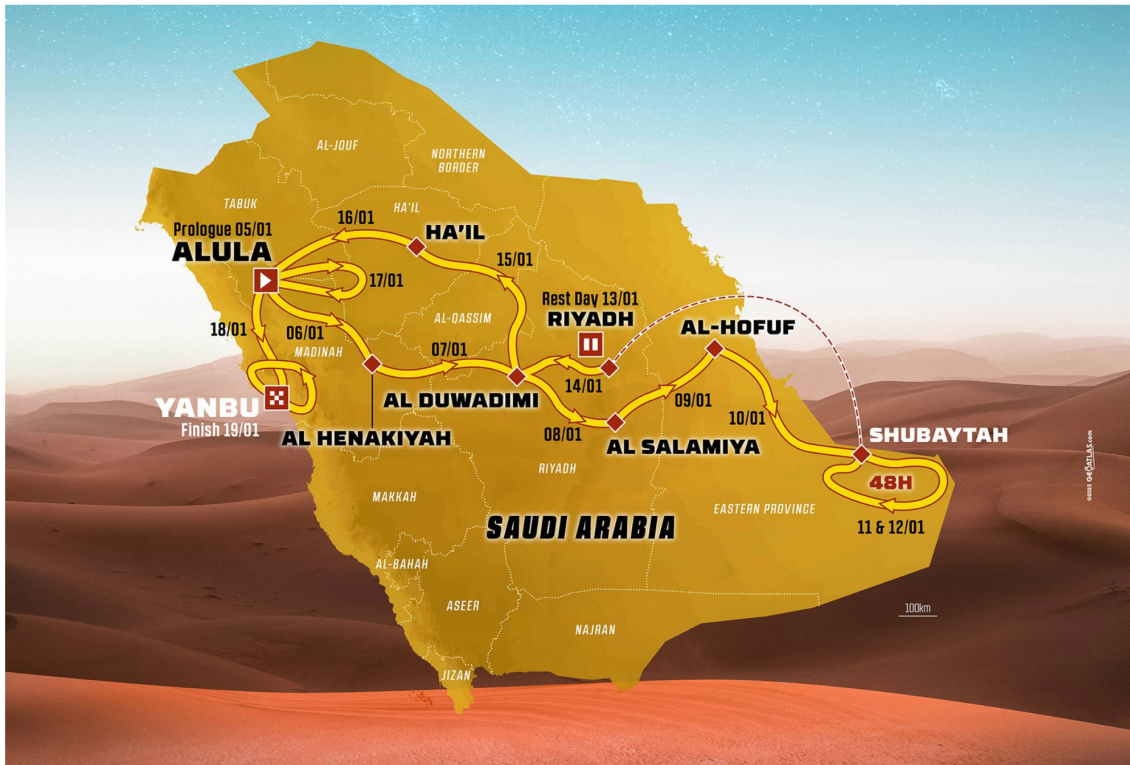 AL-JOUF
NORTHERN
BORDER
TABUK
HA'IL
Prologue 05/01
ALULA
16/01
HA'IL
15/01
17/01
Rest Day 13/01
RIYADH
AL-QASSIM
AL-HOFUF
18/01
06/01
MADINAH
07/01
14/01
09/01
10/01
YANBU
Finish 19/01
AL HENAKIYAH
AL DUWADIMI
08/01
AL SALAMIYA
SHUBAYTAH
48H
11 & 12/01
RIYADH
EASTERN PROVINCE
MAKKAH
SAUDI ARABIA
AL-BAHAH
ASEER
NAJRAN
JIZAN
100km
©2023 GEOATLAS.com